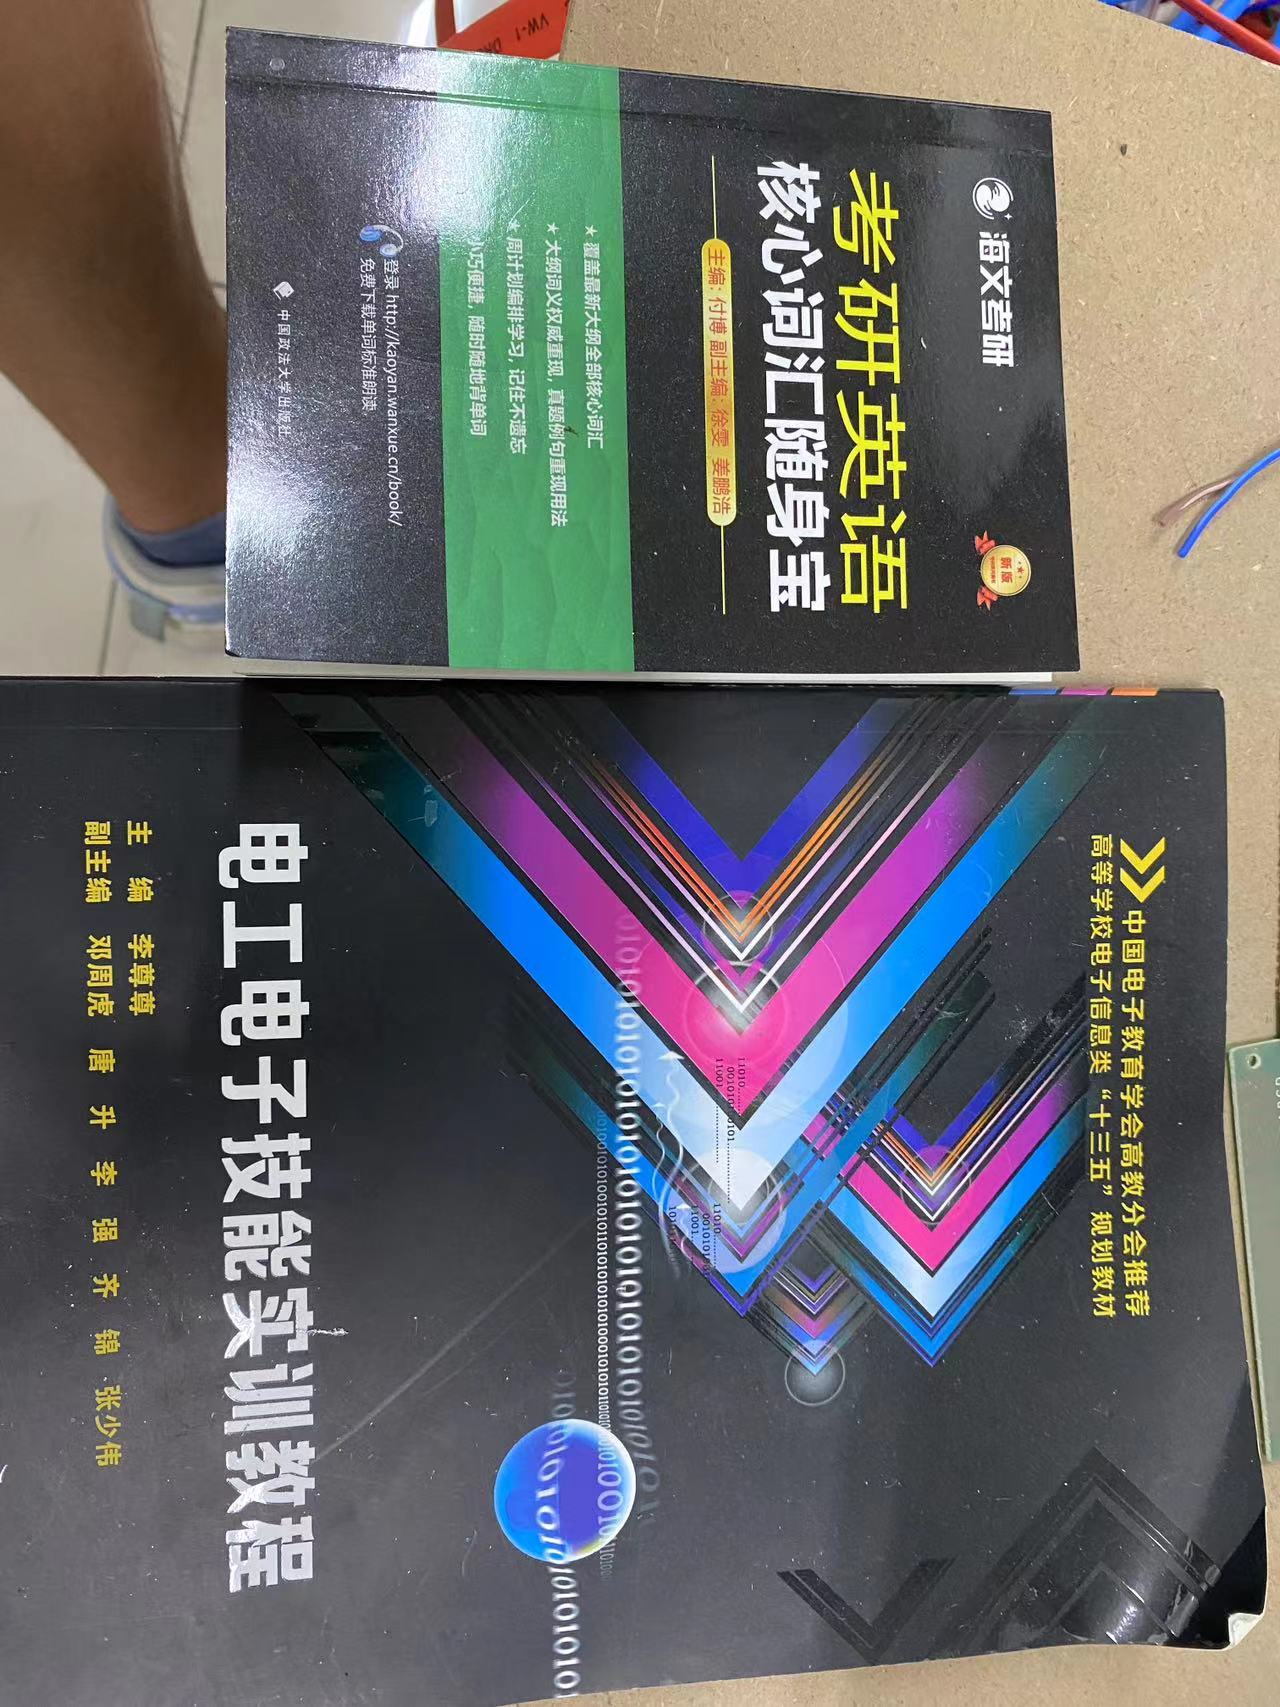 海文考研
新版
考研英语
核心词汇随身宝
主编：付博 副主编：徐雯 姜鹏浩
★ 覆盖最新大纲全部核心词汇
★ 大纲词义权威重现，真题例句重现用法
★ 周计划编排学习，记住不遗忘
小巧便捷，随时随地背单词
登录 http://kaoyan.wanxue.cn/book/
免费下载单词标准朗读
中国政法大学出版社
中国电子教育学会高教分会推荐
高等学校电子信息类“十三五”规划教材
电工电子技能实训教程
主 编 李尊尊
副主编 邓周虎 唐 升 李 强 齐 锦 张少伟
VW-1